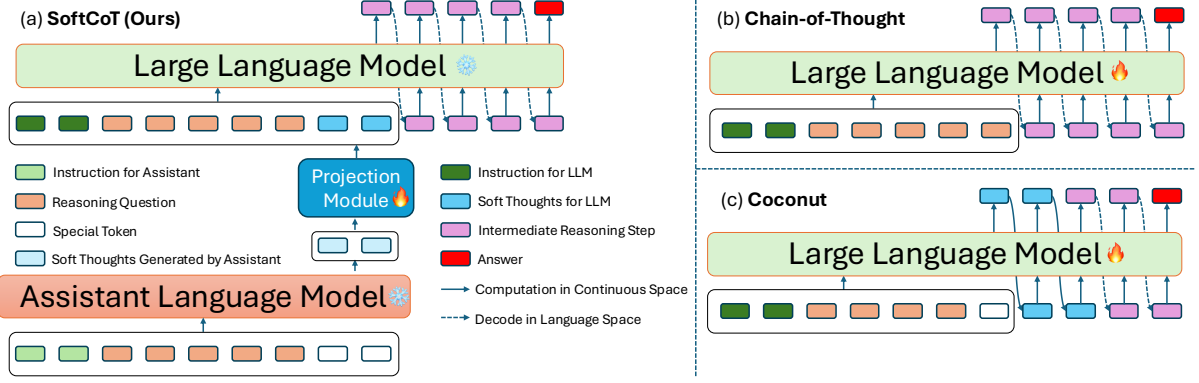 (a) SoftCoT (Ours)
Large Language Model
Instruction for Assistant
Reasoning Question
Special Token
Soft Thoughts Generated by Assistant
Projection
Module
Instruction for LLM
Soft Thoughts for LLM
Intermediate Reasoning Step
Answer
Computation in Continuous Space
Decode in Language Space
Assistant Language Model
(b) Chain-of-Thought
Large Language Model
(c) Coconut
Large Language Model